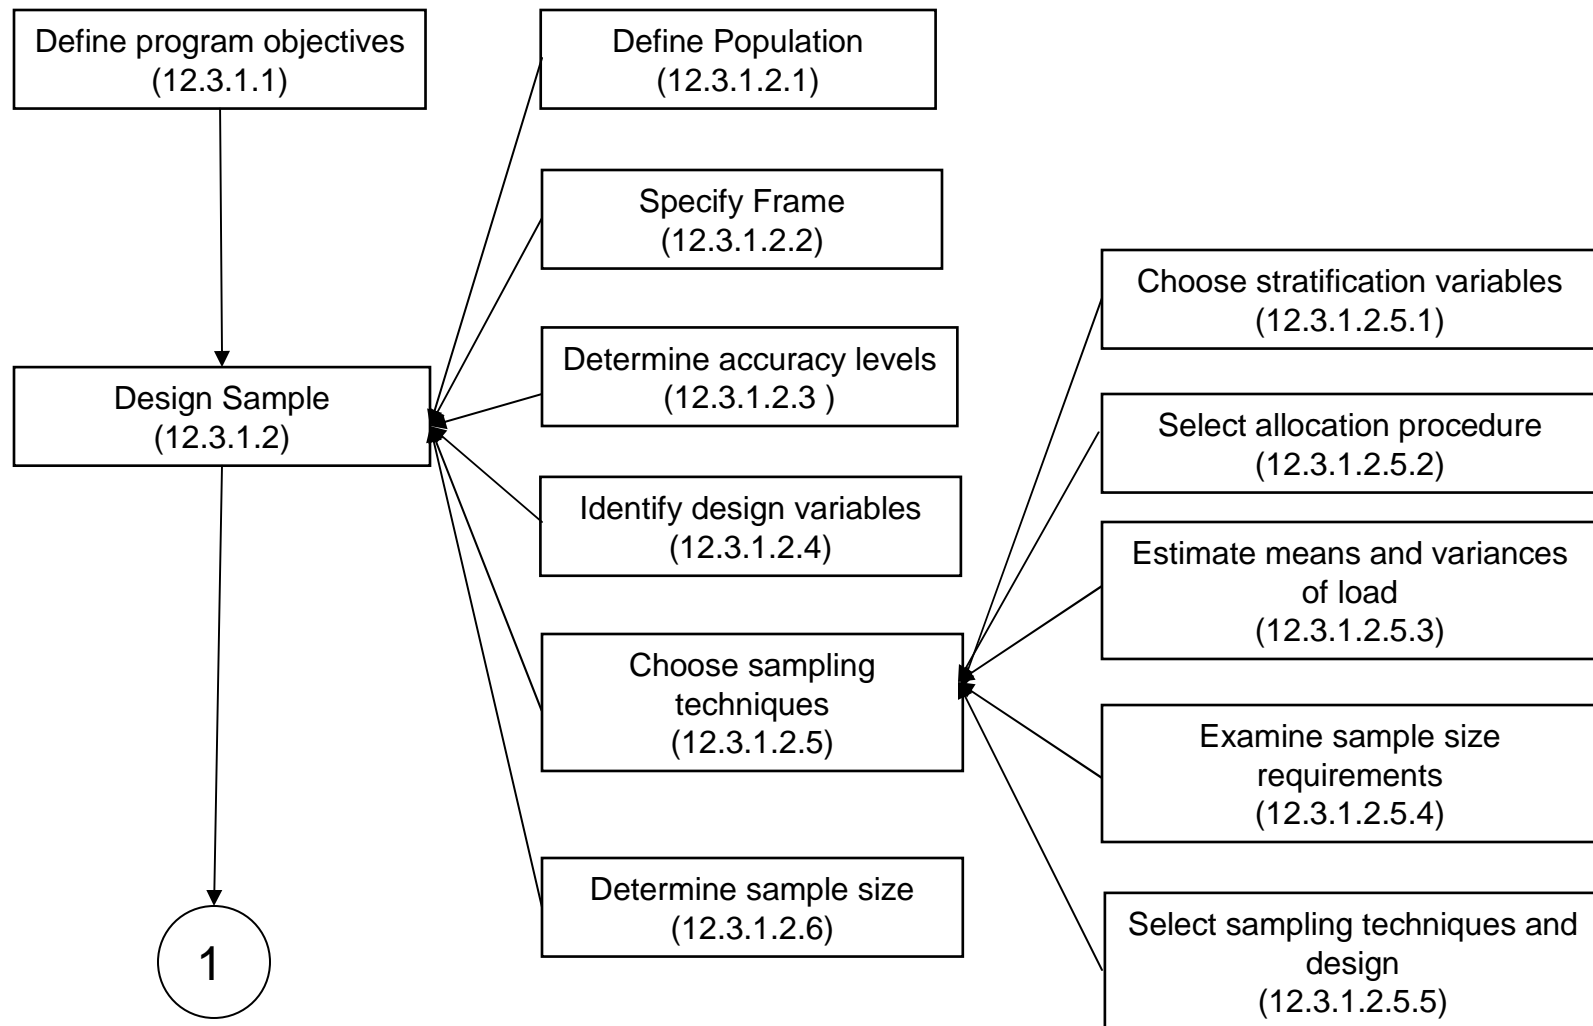 Define program objectives
(12.3.1.1)
Define Population
(12.3.1.2.1)
Specify Frame
(12.3.1.2.2)
Choose stratification variables
(12.3.1.2.5.1)
Determine accuracy levels
(12.3.1.2.3 )
Design Sample
(12.3.1.2)
Select allocation procedure
(12.3.1.2.5.2)
Identify design variables
(12.3.1.2.4)
Estimate means and variances
of load
(12.3.1.2.5.3)
Choose sampling
techniques
(12.3.1.2.5)
Examine sample size
requirements
(12.3.1.2.5.4)
Determine sample size
(12.3.1.2.6)
Select sampling techniques and
design
(12.3.1.2.5.5)
1